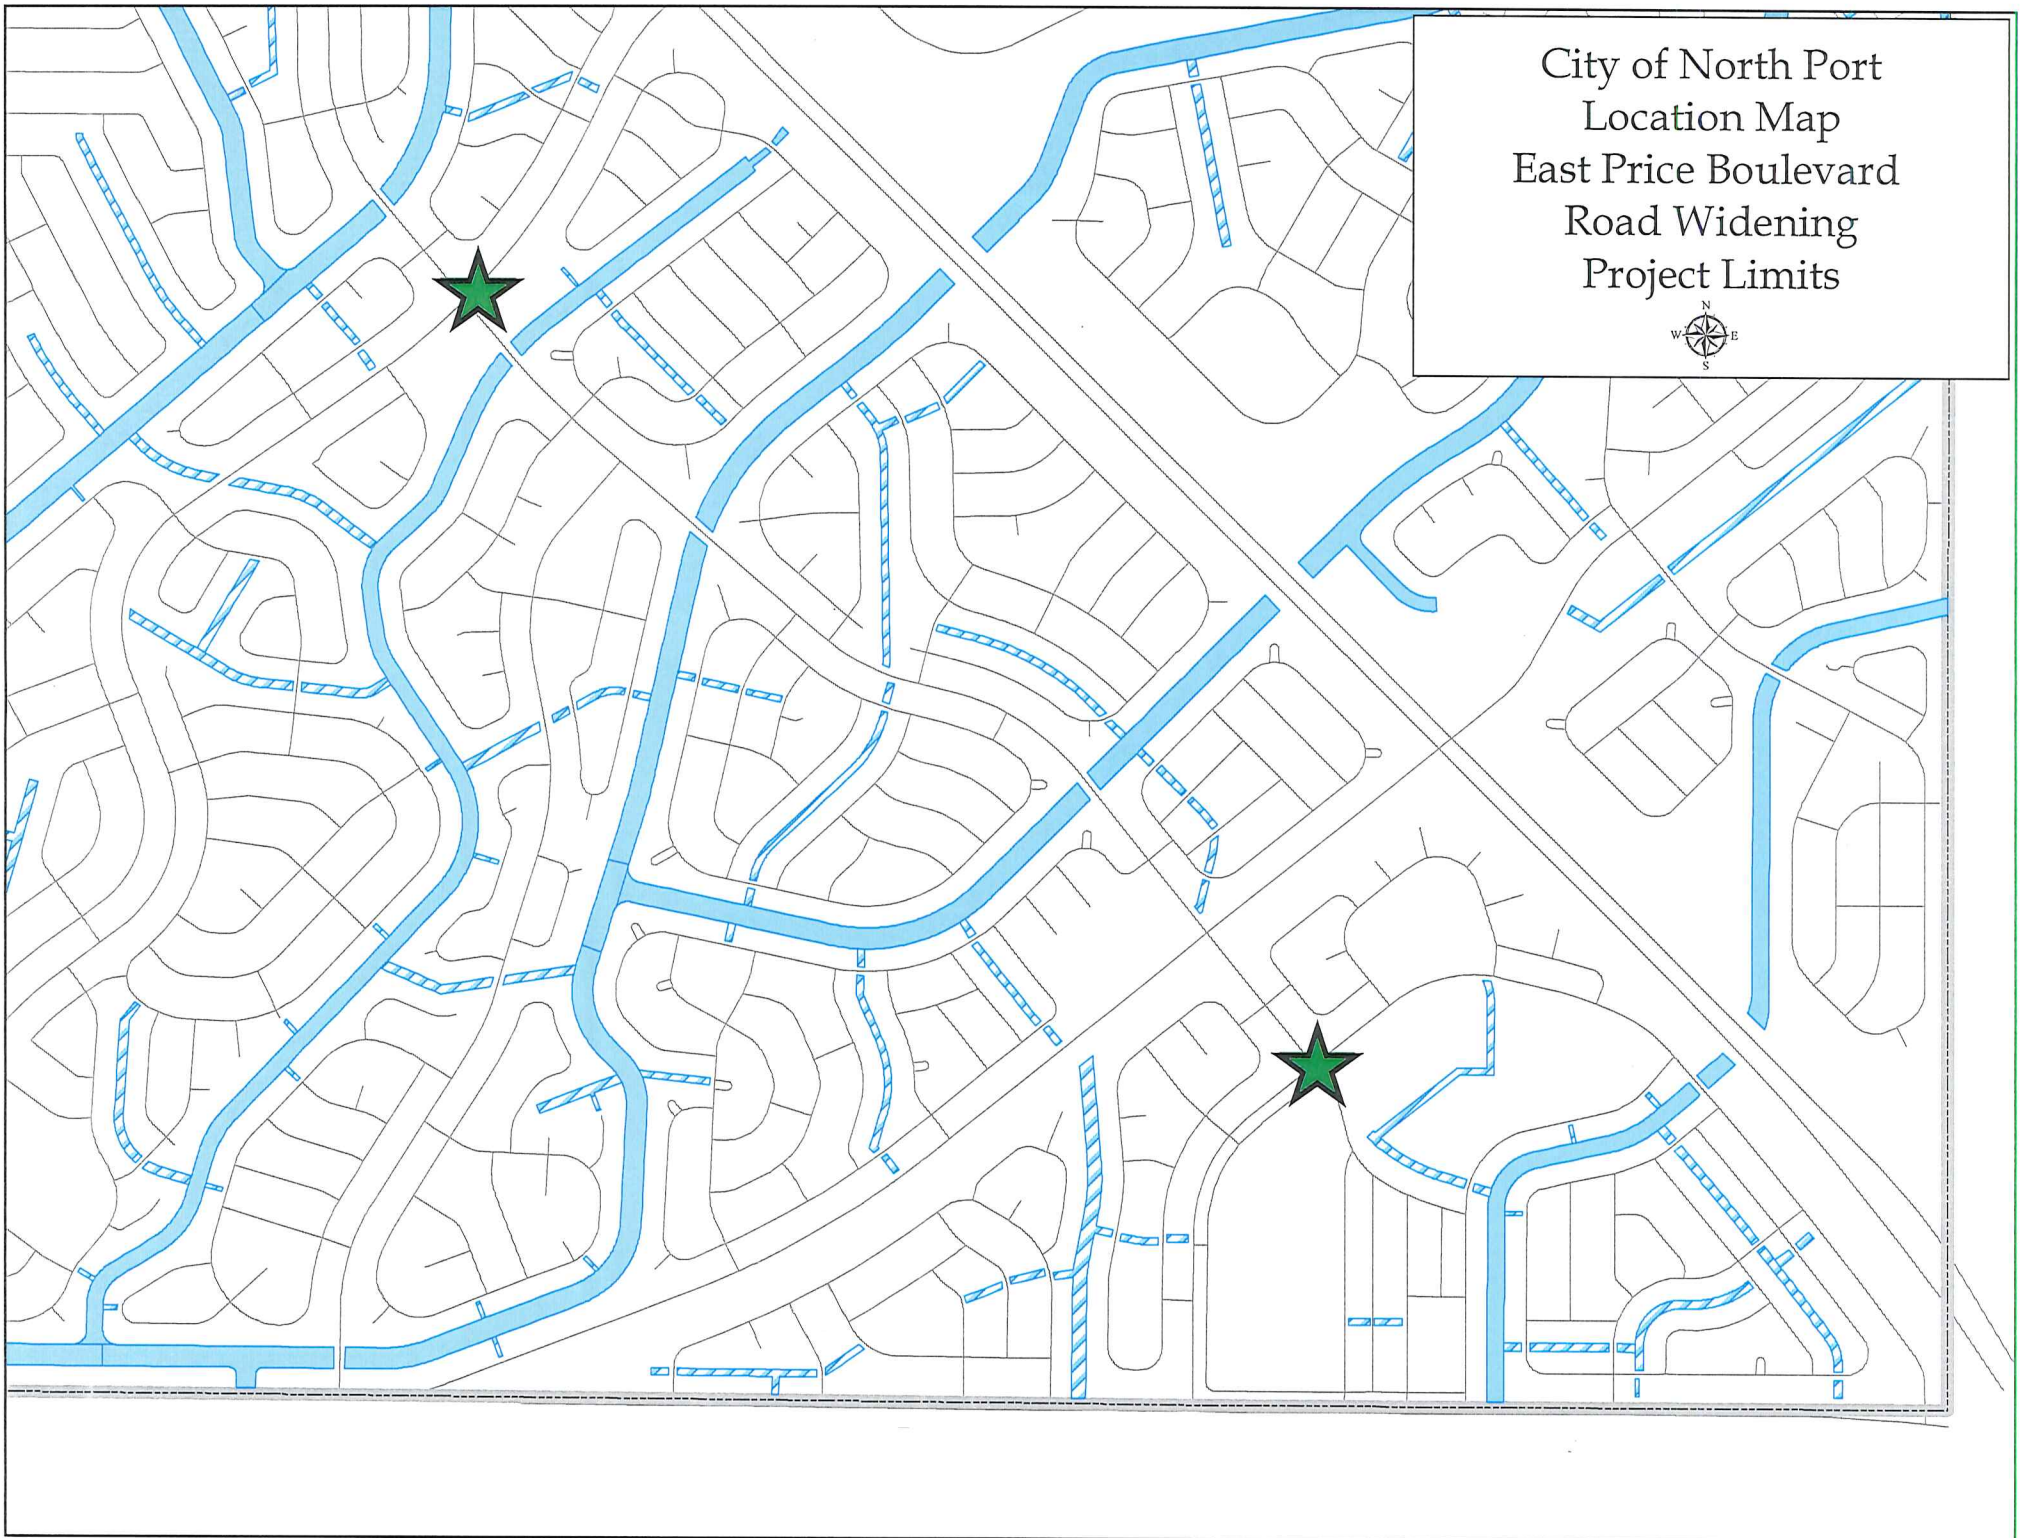 City of North Port
Location Map
East Price Boulevard
Road Widening
Project Limits
N
W E
S